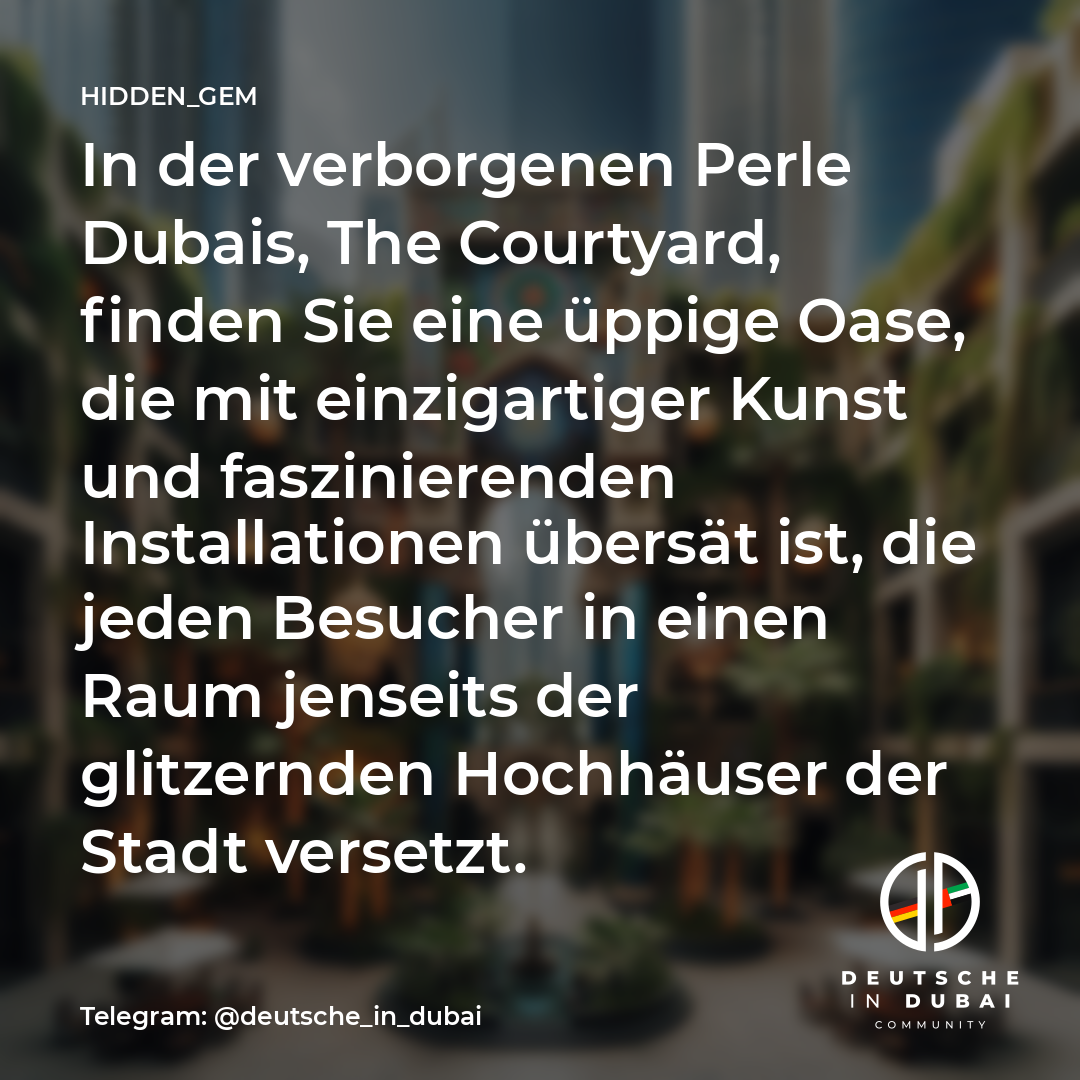 HIDDEN_GEM
In der verborgenen Perle
Dubais, The Courtyard,
finden Sie eine üppige Oase,
die mit einzigartiger Kunst
und faszinierenden
Installationen übersät ist, die
jeden Besucher in einen
Raum jenseits der
glitzernden Hochhäuser der
Stadt versetzt.
DEUTSCHE
IN DUBAI
COMMUNITY
Telegram: @deutsche_in_dubai